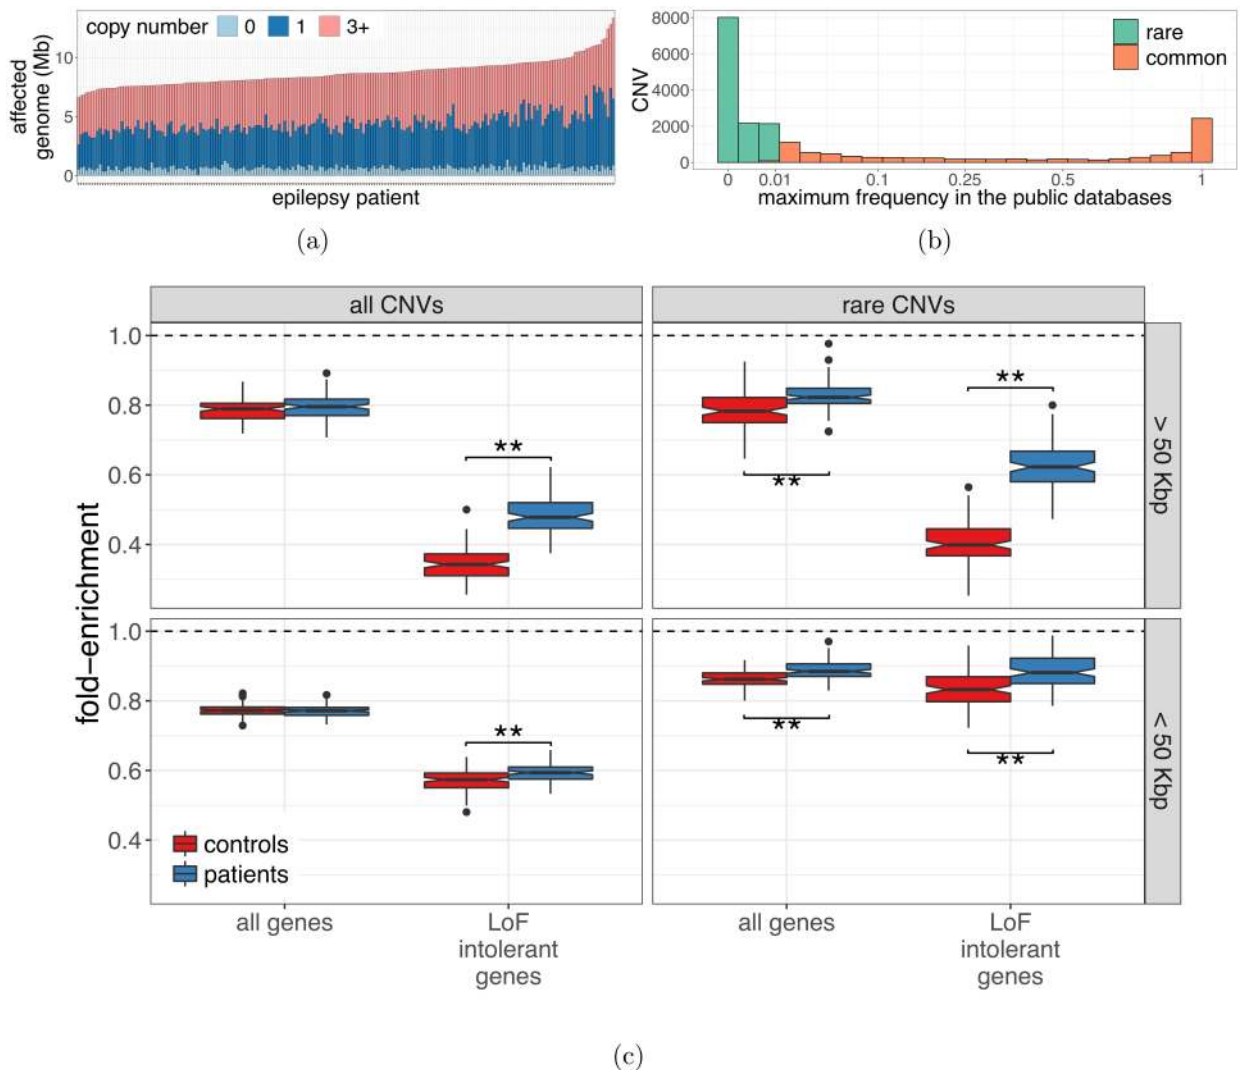 copy number 0 1 3+
affected
genome (Mb)
10
5
0
epilepsy patient
(a)
rare
common
CNV
8000
6000
4000
2000
0
0 0.01 0.1 0.25 0.5 1
maximum frequency in the public databases
(b)
all CNVs rare CNVs
fold−enrichment
1.0
0.8
0.6
0.4
** ** **
> 50 Kbp
1.0
0.8
0.6
0.4
** ** **
< 50 Kbp
controls
patients
all genes LoF all genes LoF
intolerant intolerant
genes genes
(c)